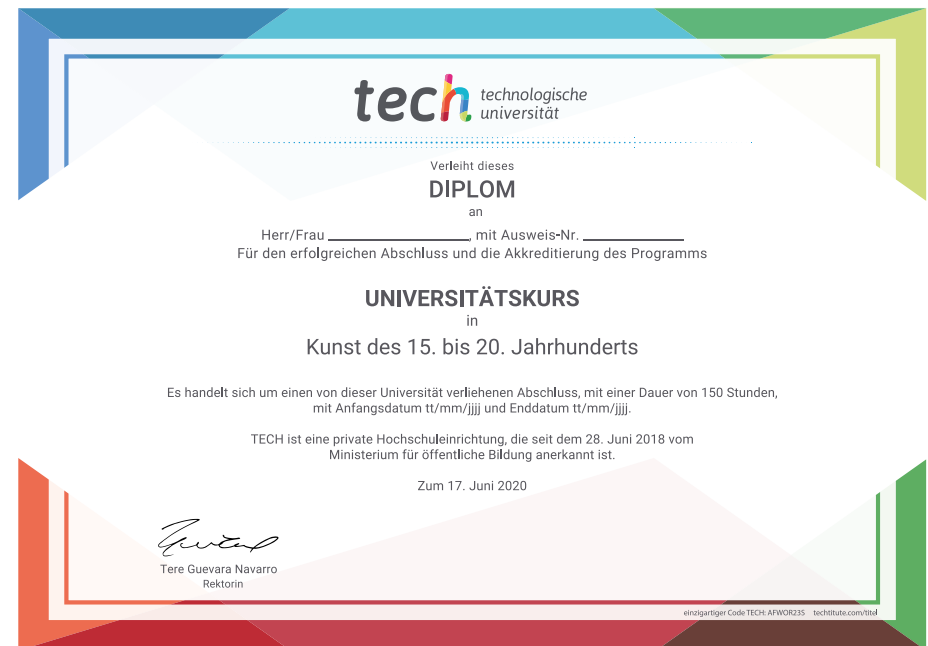 tech technologische
universität
Verleiht dieses
DIPLOM
an
Herr/Frau ____________, mit Ausweis-Nr. ____________
Für den erfolgreichen Abschluss und die Akkreditierung des Programms
UNIVERSITÄTSKURS
in
Kunst des 15. bis 20. Jahrhunderts
Es handelt sich um einen von dieser Universität verliehenen Abschluss, mit einer Dauer von 150 Stunden,
mit Anfangsdatum tt/mm/jjjj und Enddatum tt/mm/jjjj.
TECH ist eine private Hochschuleinrichtung, die seit dem 28. Juni 2018 vom
Ministerium für öffentliche Bildung anerkannt ist.
Zum 17. Juni 2020
Tere Guevara Navarro
Rektorin
einzigartiger Code TECH: AFWOR23S techtitute.com/titel